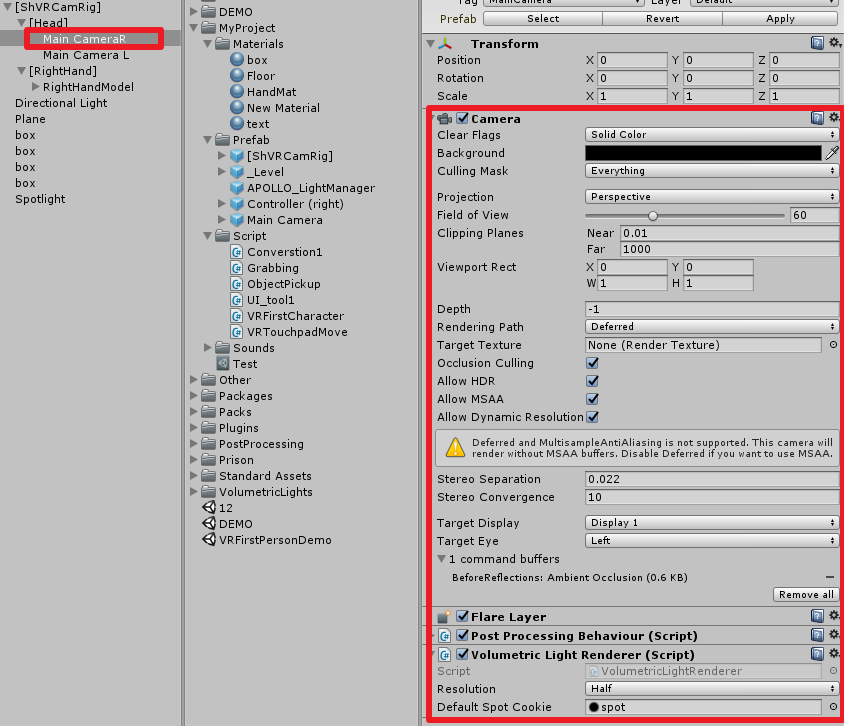 [ShVRCamRig]
[Head]
Main CameraR
Main Camera L
[RightHand]
RightHandModel
Directional Light
Plane
box
box
box
box
Spotlight
DEMO
MyProject
Materials
box
Floor
HandMat
New Material
text
Prefab
[ShVRCamRig]
_Level
APOLLO_LightManager
Controller (right)
Main Camera
Script
Converstion1
Grabbing
ObjectPickup
UI_tool1
VRFirstCharacter
VRTouchpadMove
Sounds
Test
Other
Packages
Packs
Plugins
PostProcessing
Prison
Standard Assets
VolumetricLights
12
DEMO
VRFirstPersonDemo
Tag MainCamera Layer Default
Prefab Select Revert Apply
Transform
Position X 0 Y 0 Z 0
Rotation X 0 Y 0 Z 0
Scale X 1 Y 1 Z 1
Camera
Clear Flags Solid Color
Background
Culling Mask Everything
Projection Perspective
Field of View 60
Clipping Planes Near 0.01
Far 1000
Viewport Rect X 0 Y 0
W 1 H 1
Depth -1
Rendering Path Deferred
Target Texture None (Render Texture)
Occlusion Culling
Allow HDR
Allow MSAA
Allow Dynamic Resolution
Deferred and MultisampleAntiAliasing is not supported. This camera will
render without MSAA buffers. Disable Deferred if you want to use MSAA.
Stereo Separation 0.022
Stereo Convergence 10
Target Display Display 1
Target Eye Left
1 command buffers
BeforeReflections: Ambient Occlusion (0.6 KB)
Remove all
Flare Layer
Post Processing Behaviour (Script)
Volumetric Light Renderer (Script)
Script VolumetricLightRenderer
Resolution Half
Default Spot Cookie spot